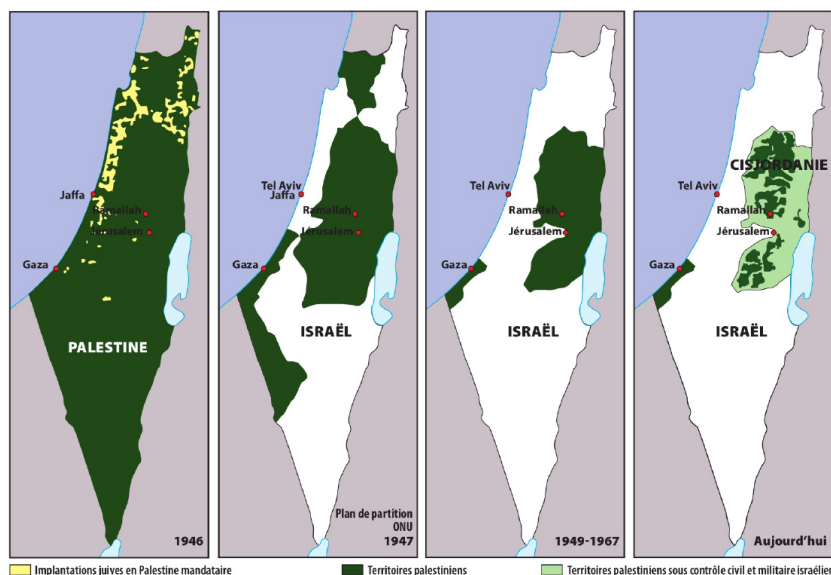 Jaffa
Ramallah
Jérusalem
Gaza
PALESTINE
1946
Tel Aviv
Jaffa
Ramallah
Jérusalem
Gaza
ISRAËL
Plan de partition
ONU
1947
Tel Aviv
Ramallah
Jérusalem
Gaza
ISRAËL
1949-1967
CISJORDANIE
Tel Aviv
Ramallah
Jérusalem
Gaza
ISRAËL
Aujourd'hui
Implantations juives en Palestine mandataire
Territoires palestiniens
Territoires palestiniens sous contrôle civil et militaire israélien